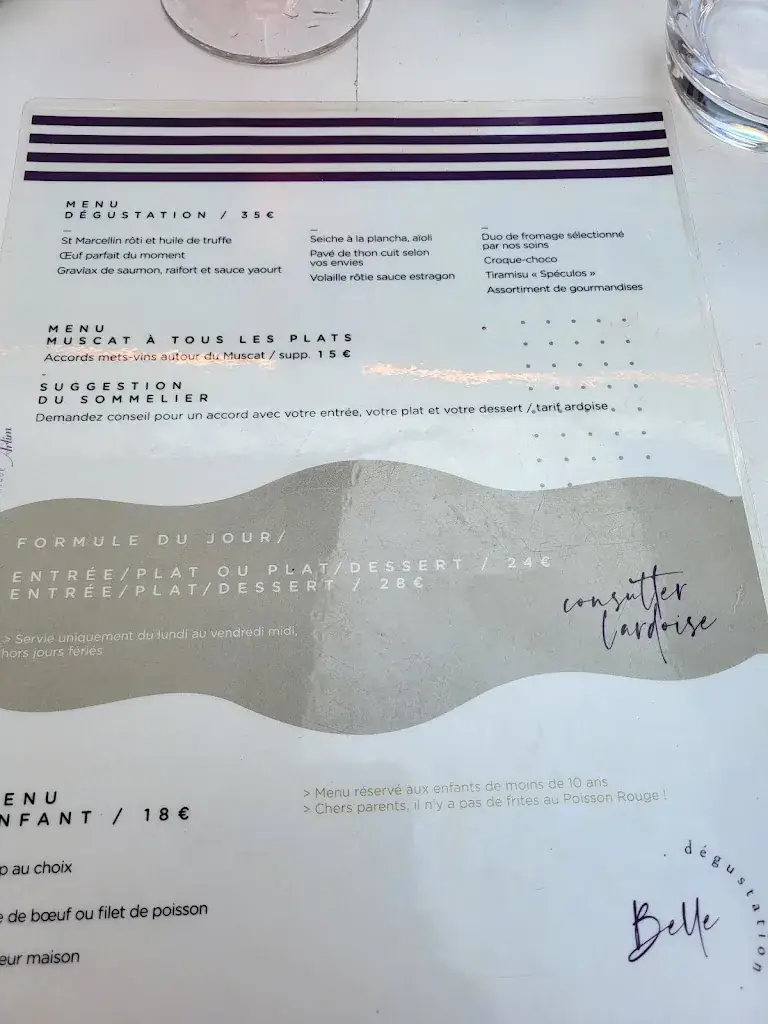 MENU
DÉGUSTATION / 35€
St Marcellin rôti et huile de truffe
Œuf parfait du moment
Gravlax de saumon, raifort et sauce yaourt
Seiche à la plancha, aïoli
Pavé de thon cuit selon
vos envies
Volaille rôtie sauce estragon
Duo de fromage sélectionné
par nos soins
Croque-choco
Tiramisu « Spéculos »
Assortiment de gourmandises
MENU
MUSCAT À TOUS LES PLATS
Accords mets-vins autour du Muscat / supp. 15€
SUGGESTION
DU SOMMELIER
Demandez conseil pour un accord avec votre entrée, votre plat et votre dessert / tarif ardoise
FORMULE DU JOUR/
ENTRÉE/PLAT OU PLAT/DESSERT / 24€
ENTRÉE/PLAT/DESSERT / 28€
consulter
l'ardoise
> Servie uniquement du lundi au vendredi midi,
hors jours fériés
ENU
NFANT / 18€
> Menu réservé aux enfants de moins de 10 ans
> Chers parents, il n'y a pas de frites au Poisson Rouge !
p au choix
e de bœuf ou filet de poisson
eur maison
Belle
dégustation